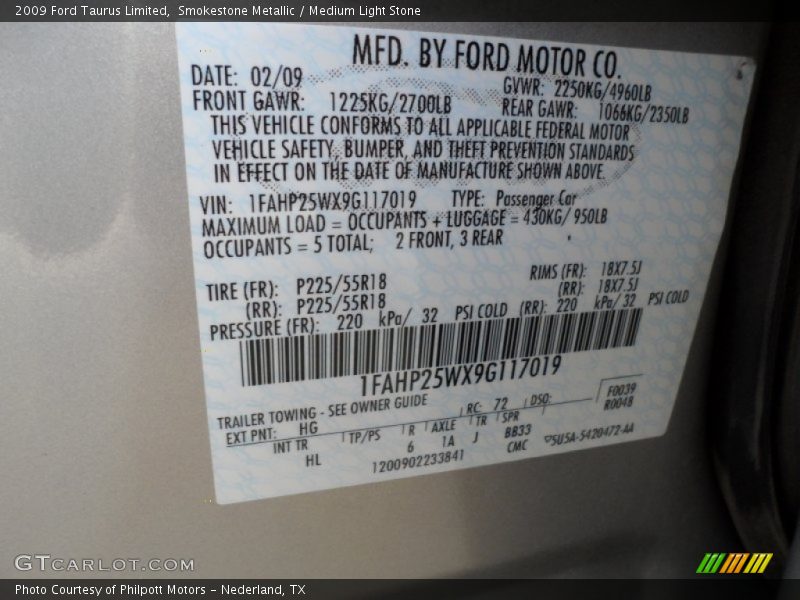 2009 Ford Taurus Limited, Smokestone Metallic / Medium Light Stone
MFD. BY FORD MOTOR CO.
DATE: 02/09 GVWR: 2250KG/4960LB
FRONT GAWR: 1225KG/2700LB REAR GAWR: 1066KG/2350LB
THIS VEHICLE CONFORMS TO ALL APPLICABLE FEDERAL MOTOR
VEHICLE SAFETY, BUMPER, AND THEFT PREVENTION STANDARDS
IN EFFECT ON THE DATE OF MANUFACTURE SHOWN ABOVE.
VIN: 1FAHP25WX9G117019 TYPE: Passenger Car
MAXIMUM LOAD = OCCUPANTS + LUGGAGE = 430KG/ 950LB
OCCUPANTS = 5 TOTAL; 2 FRONT, 3 REAR
TIRE (FR): P225/55R18 RIMS (FR): 18X7.5J
(RR): P225/55R18 (RR): 18X7.5J
PRESSURE (FR): 220 kPa/ 32 PSI COLD (RR): 220 kPa/ 32 PSI COLD
1FAHP25WX9G117019
TRAILER TOWING - SEE OWNER GUIDE RC: 72 DSO: F0039
EXT PNT: HG R0048
INT TR TP/PS R AXLE TR SPR
HL 6 1A J BB33
1200902233841 CMC 5U5A-5420472-AA
GTCARLOT.COM
Photo Courtesy of Philpott Motors - Nederland, TX